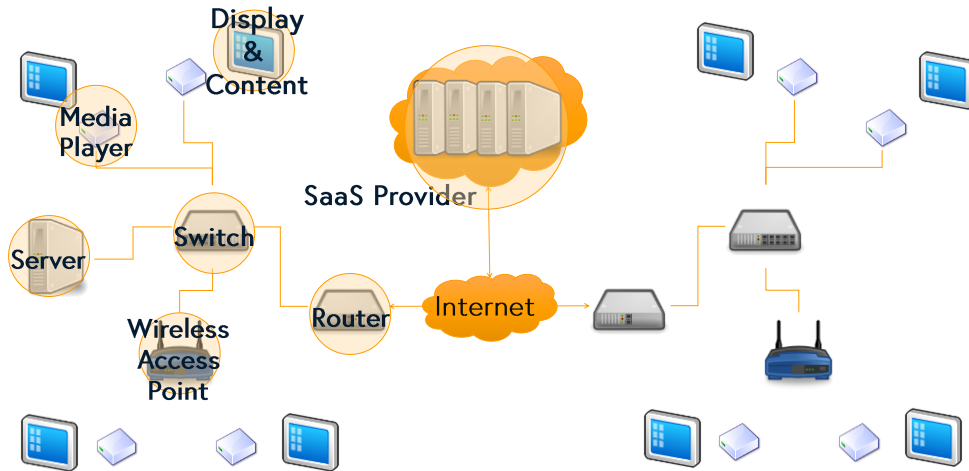 Display
&
Content
Media
Player
SaaS Provider
Server
Switch
Router
Internet
Wireless
Access
Point